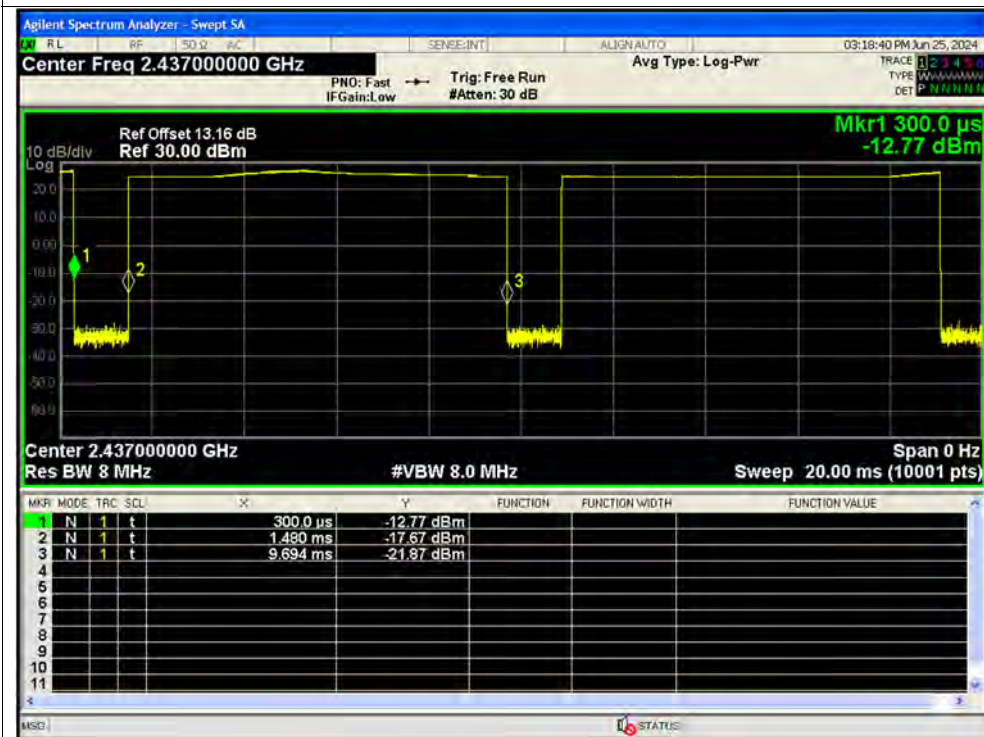 Agilent Spectrum Analyzer - Swept SA
LXI RL RF 50 Ω AC SENSE:INT ALIGNAUTO 03:18:40 PM Jun 25, 2024
Center Freq 2.437000000 GHz Avg Type: Log-Pwr TRACE 1 2 3 4 5 6
PNO: Fast Trig: Free Run TYPE WWWWWW
IFGain:Low #Atten: 30 dB DET P N N N N N
Mkr1 300.0 µs
Ref Offset 13.16 dB
10 dB/div Ref 30.00 dBm -12.77 dBm
Log
20.0
10.0
0.00
1
-10.0
2
3
-20.0
-30.0
-40.0
-50.0
-60.0
Center 2.437000000 GHz Span 0 Hz
Res BW 8 MHz #VBW 8.0 MHz Sweep 20.00 ms (10001 pts)
MKR MODE TRC SCL X Y FUNCTION FUNCTION WIDTH FUNCTION VALUE
1 N 1 t 300.0 µs -12.77 dBm
2 N 1 t 1.480 ms -17.67 dBm
3 N 1 t 9.694 ms -21.87 dBm
4
5
6
7
8
9
10
11
MSG STATUS